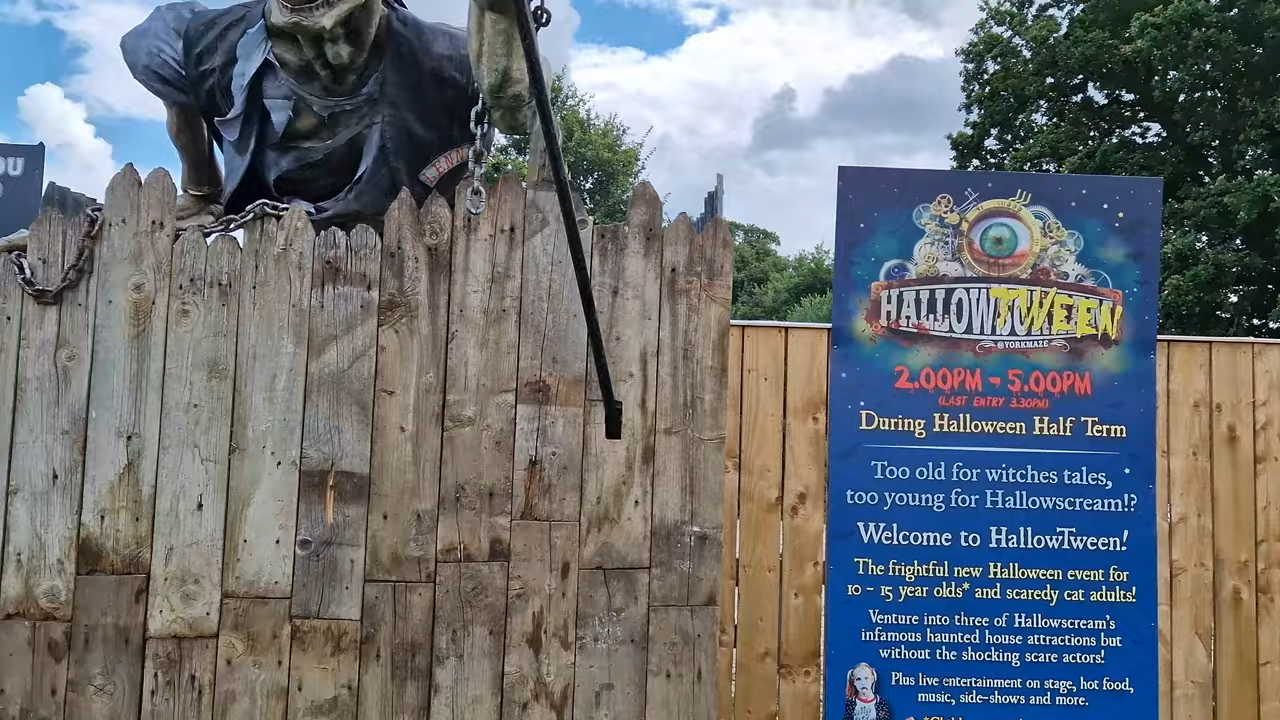 OU
LENN
HALLOWTWEEN
@YORKMAZE
2.00PM - 5.00PM
(LAST ENTRY 3.30PM)
During Halloween Half Term
Too old for witches tales,
too young for Hallowscream!?
Welcome to HallowTween!
The frightful new Halloween event for
10 - 15 year olds* and scaredy cat adults!
Venture into three of Hallowscream's
infamous haunted house attractions but
without the shocking scare actors!
Plus live entertainment on stage, hot food,
music, side-shows and more.